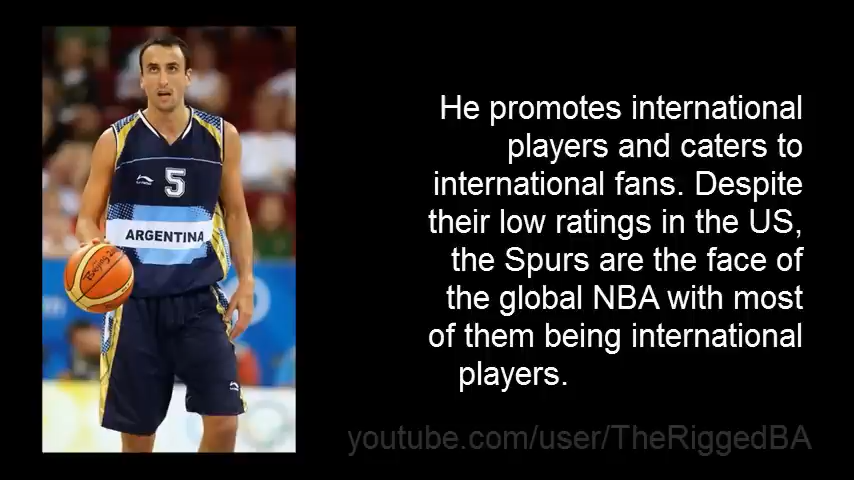 He promotes international
players and caters to
international fans. Despite
their low ratings in the US,
the Spurs are the face of
the global NBA with most
of them being international
players.
5
ARGENTINA
Beijing
youtube.com/user/TheRiggedBA